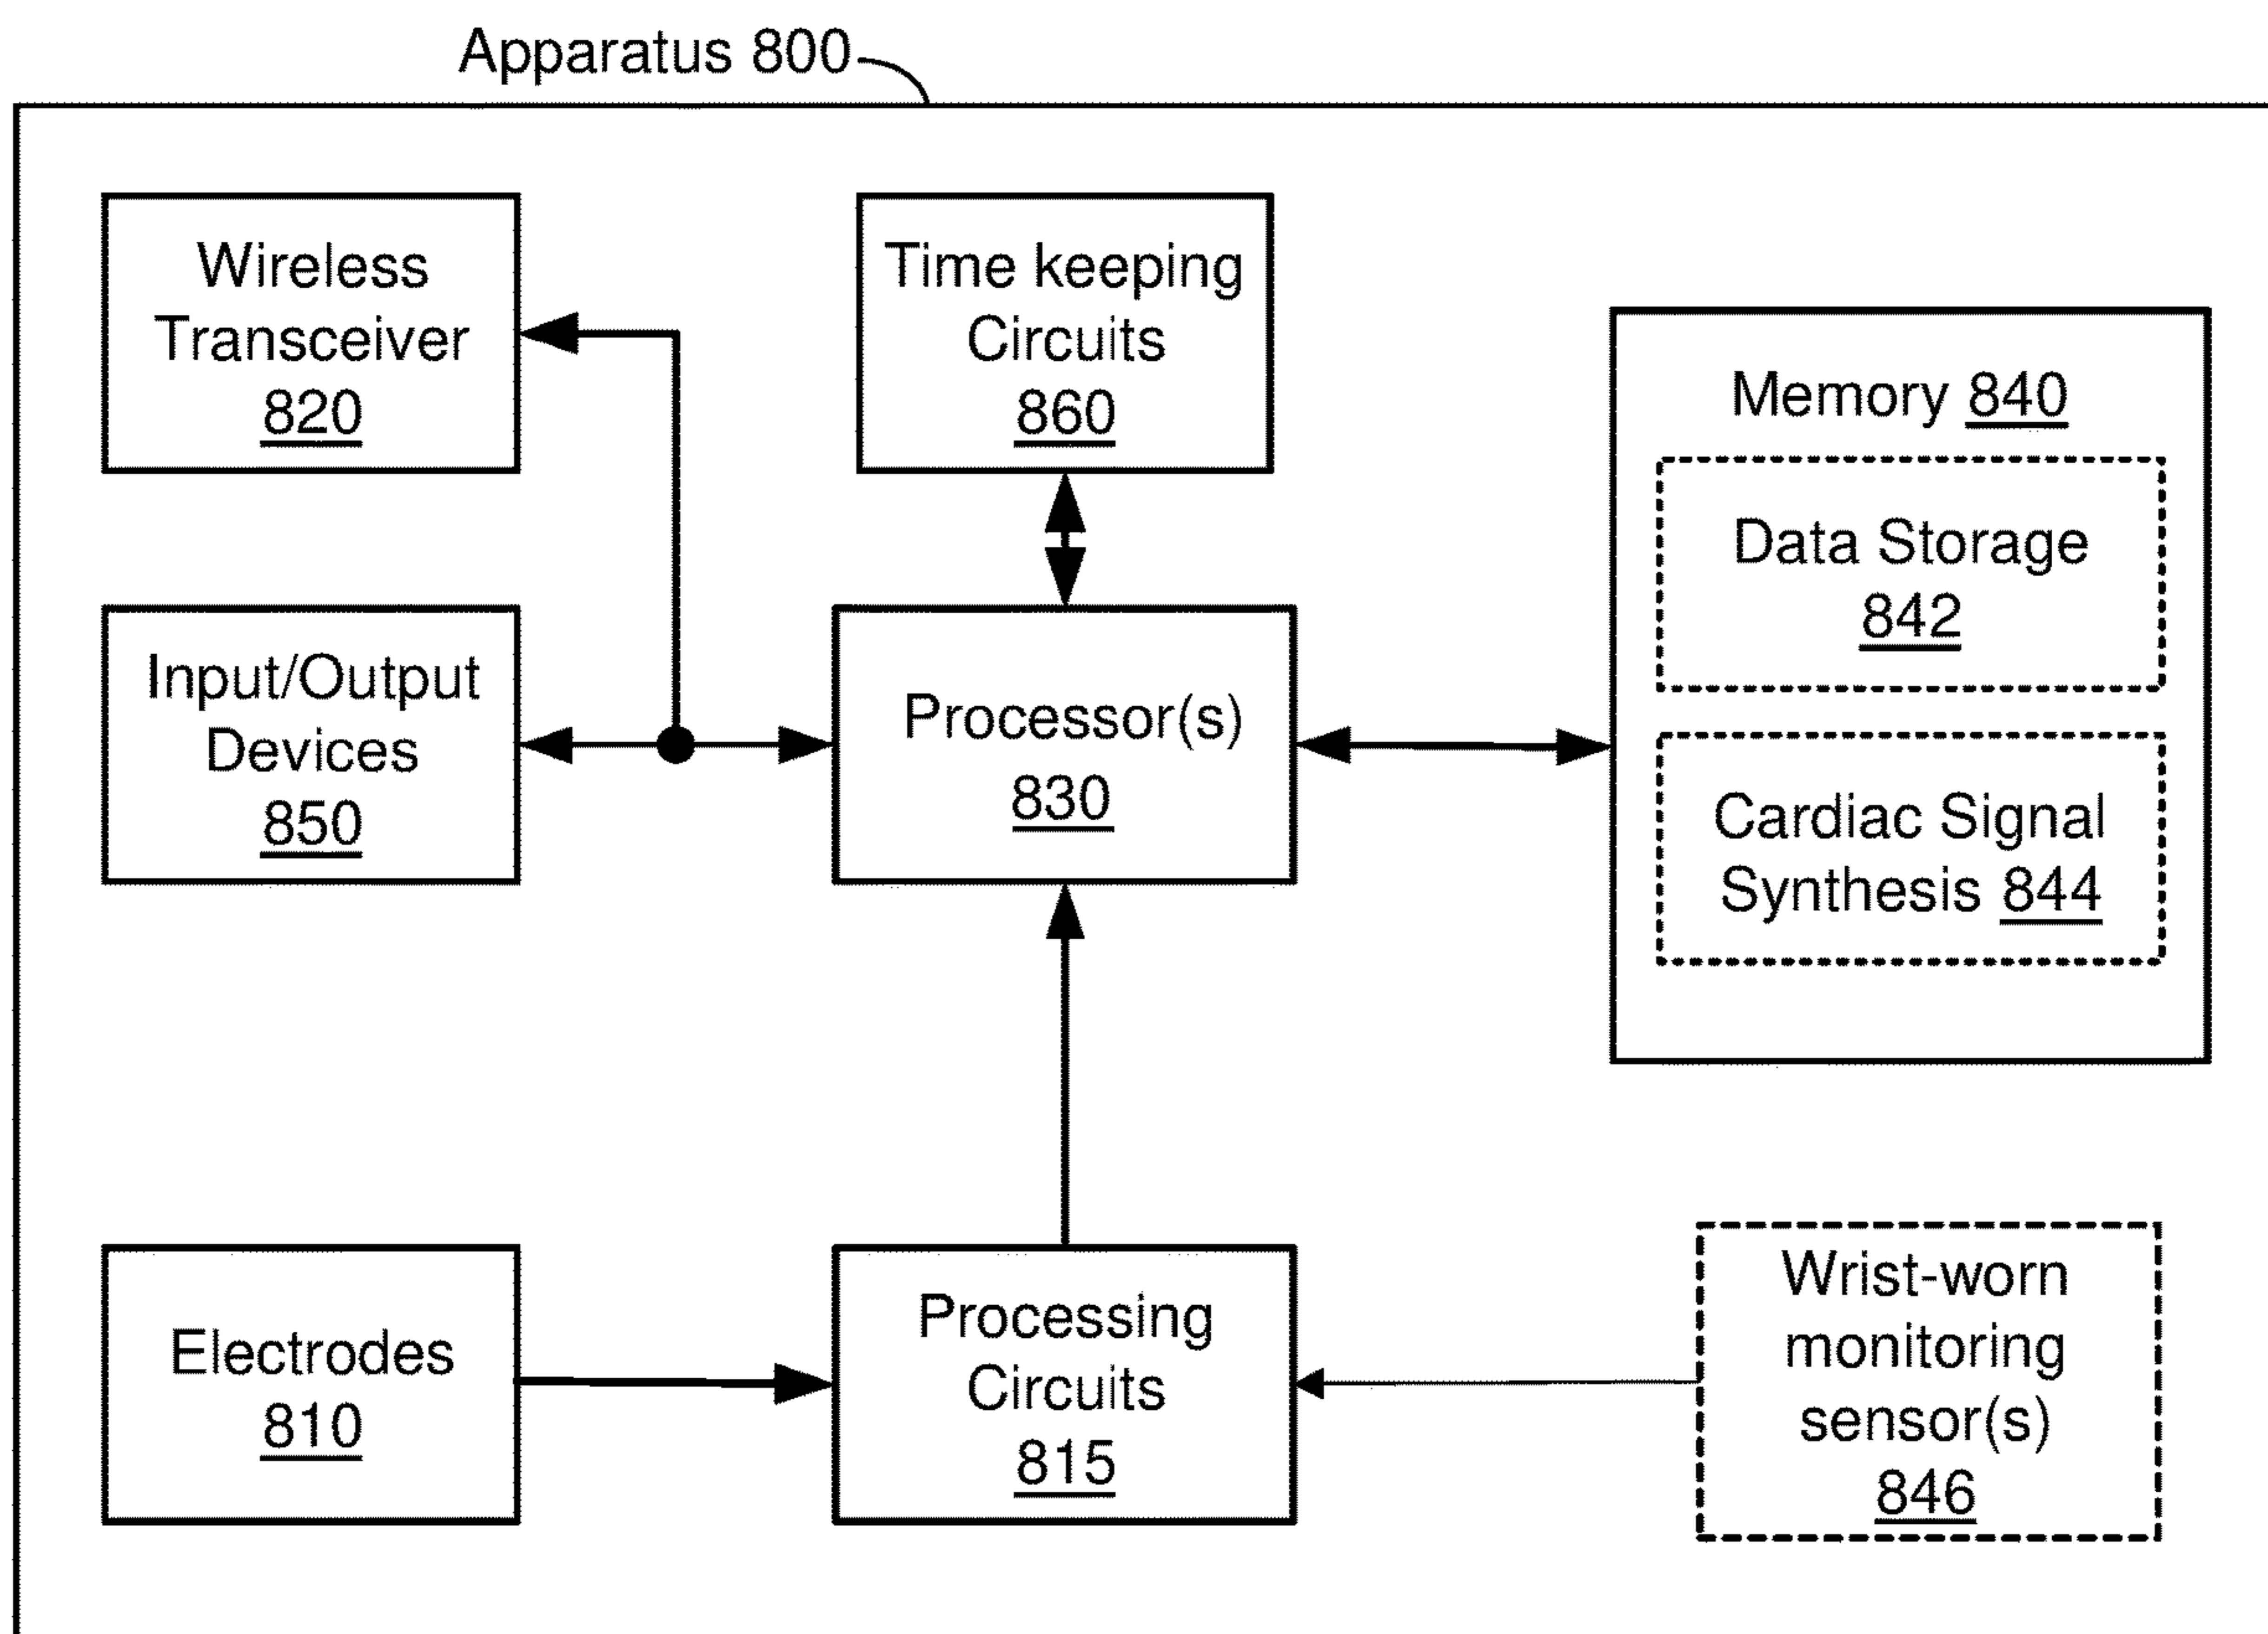 Apparatus 800
Wireless
Transceiver
820
Time keeping
Circuits
860
Memory 840
Data Storage
842
Cardiac Signal
Synthesis 844
Input/Output
Devices
850
Processor(s)
830
Electrodes
810
Processing
Circuits
815
Wrist-worn
monitoring
sensor(s)
846